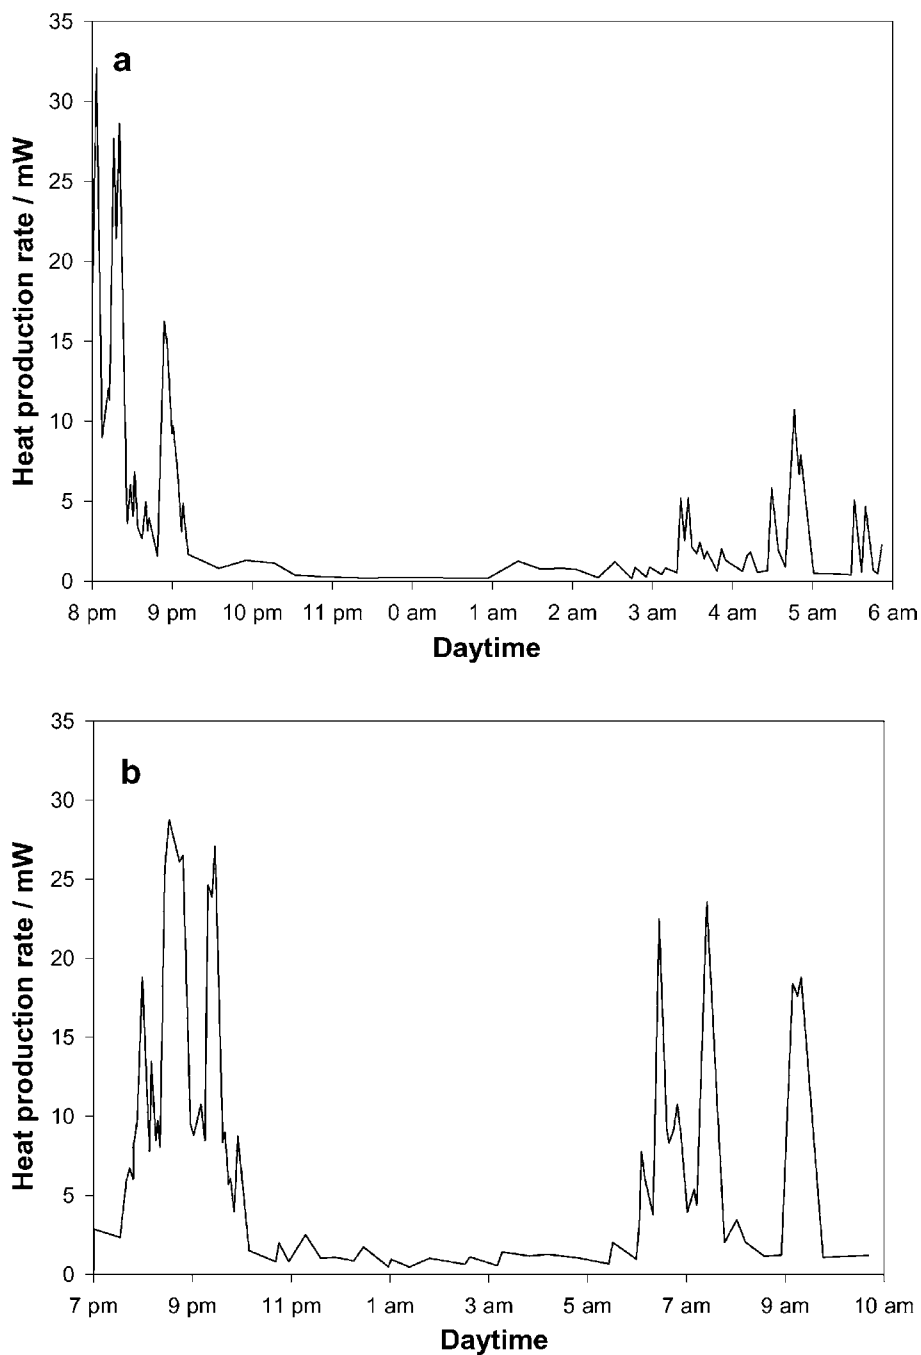 a
Heat production rate / mW
35
30
25
20
15
10
5
0
8 pm 9 pm 10 pm 11 pm 0 am 1 am 2 am 3 am 4 am 5 am 6 am
Daytime
b
Heat production rate / mW
35
30
25
20
15
10
5
0
7 pm 9 pm 11 pm 1 am 3 am 5 am 7 am 9 am 10 am
Daytime